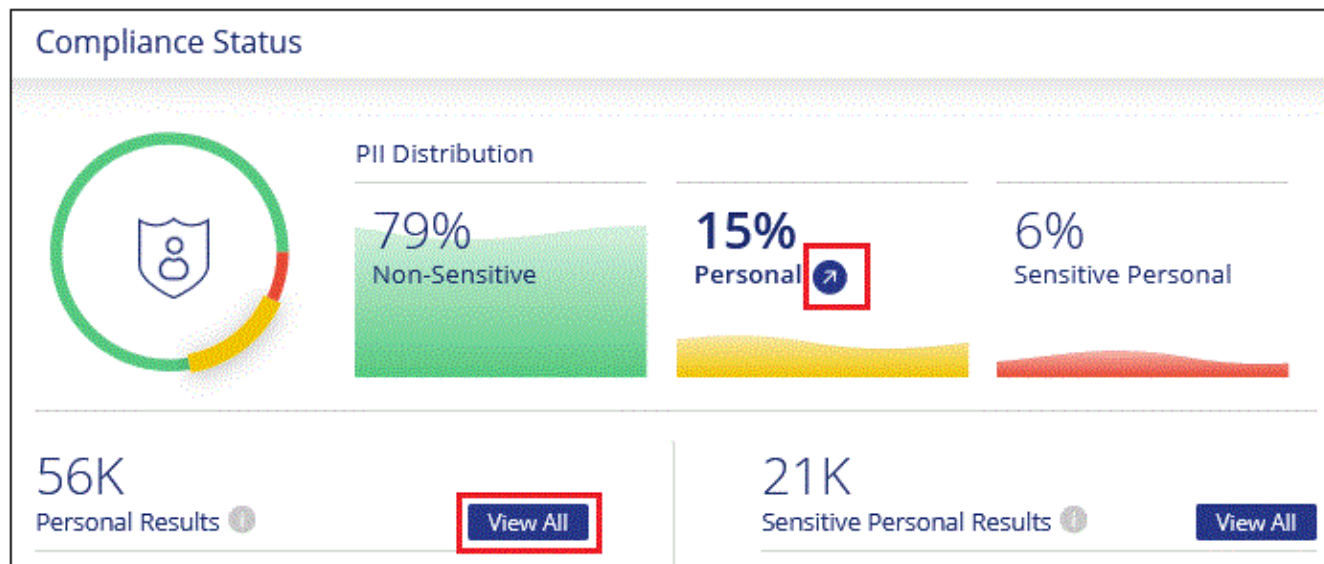 Compliance Status
PII Distribution
79%
Non-Sensitive
15%
Personal
6%
Sensitive Personal
56K
Personal Results
View All
21K
Sensitive Personal Results
View All